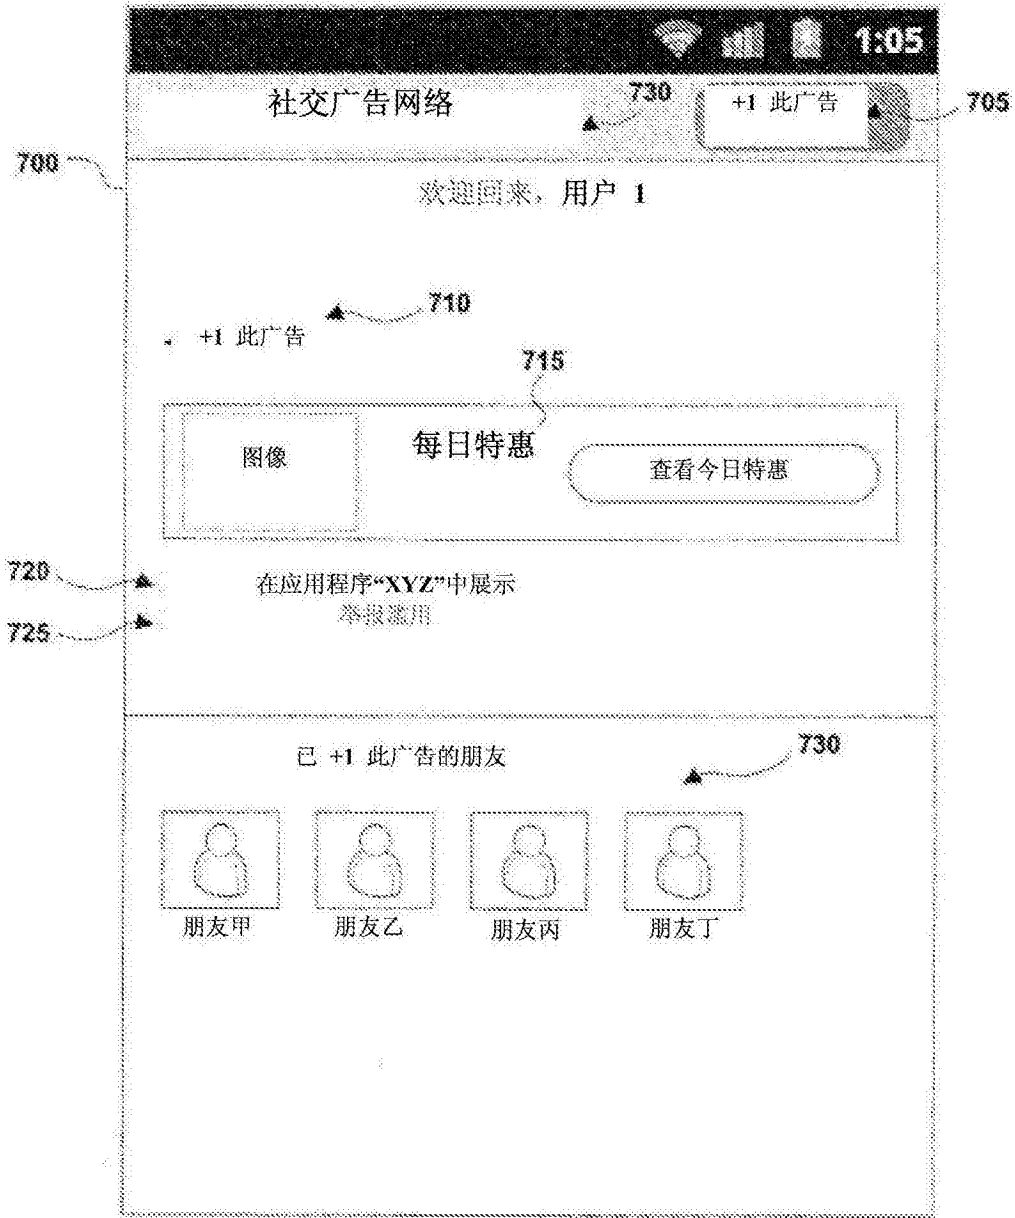 1:05
社交广告网络
730
+1 此广告
705
700
欢迎回来，用户 1
710
+1 此广告
715
图像
每日特惠
查看今日特惠
720
在应用程序“XYZ”中展示
725
举报滥用
730
已 +1 此广告的朋友
朋友甲 朋友乙 朋友丙 朋友丁